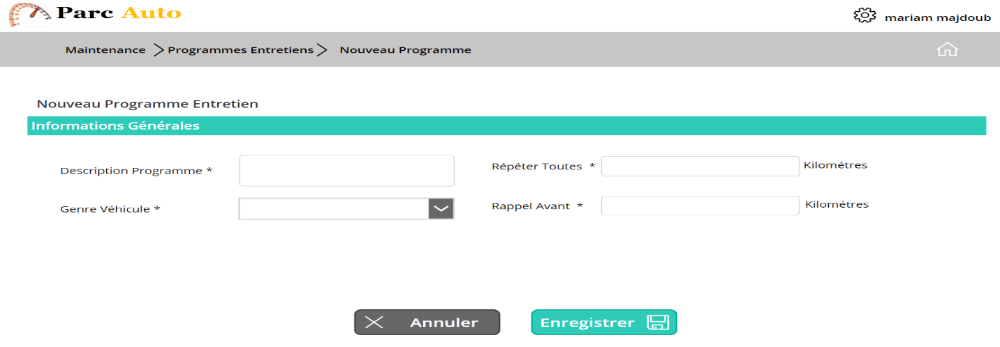 Parc Auto
mariam majdoub
Maintenance Programmes Entretiens Nouveau Programme
Nouveau Programme Entretien
Informations Générales
Description Programme *
Répéter Toutes * Kilométres
Genre Véhicule *
Rappel Avant * Kilométres
Annuler
Enregistrer